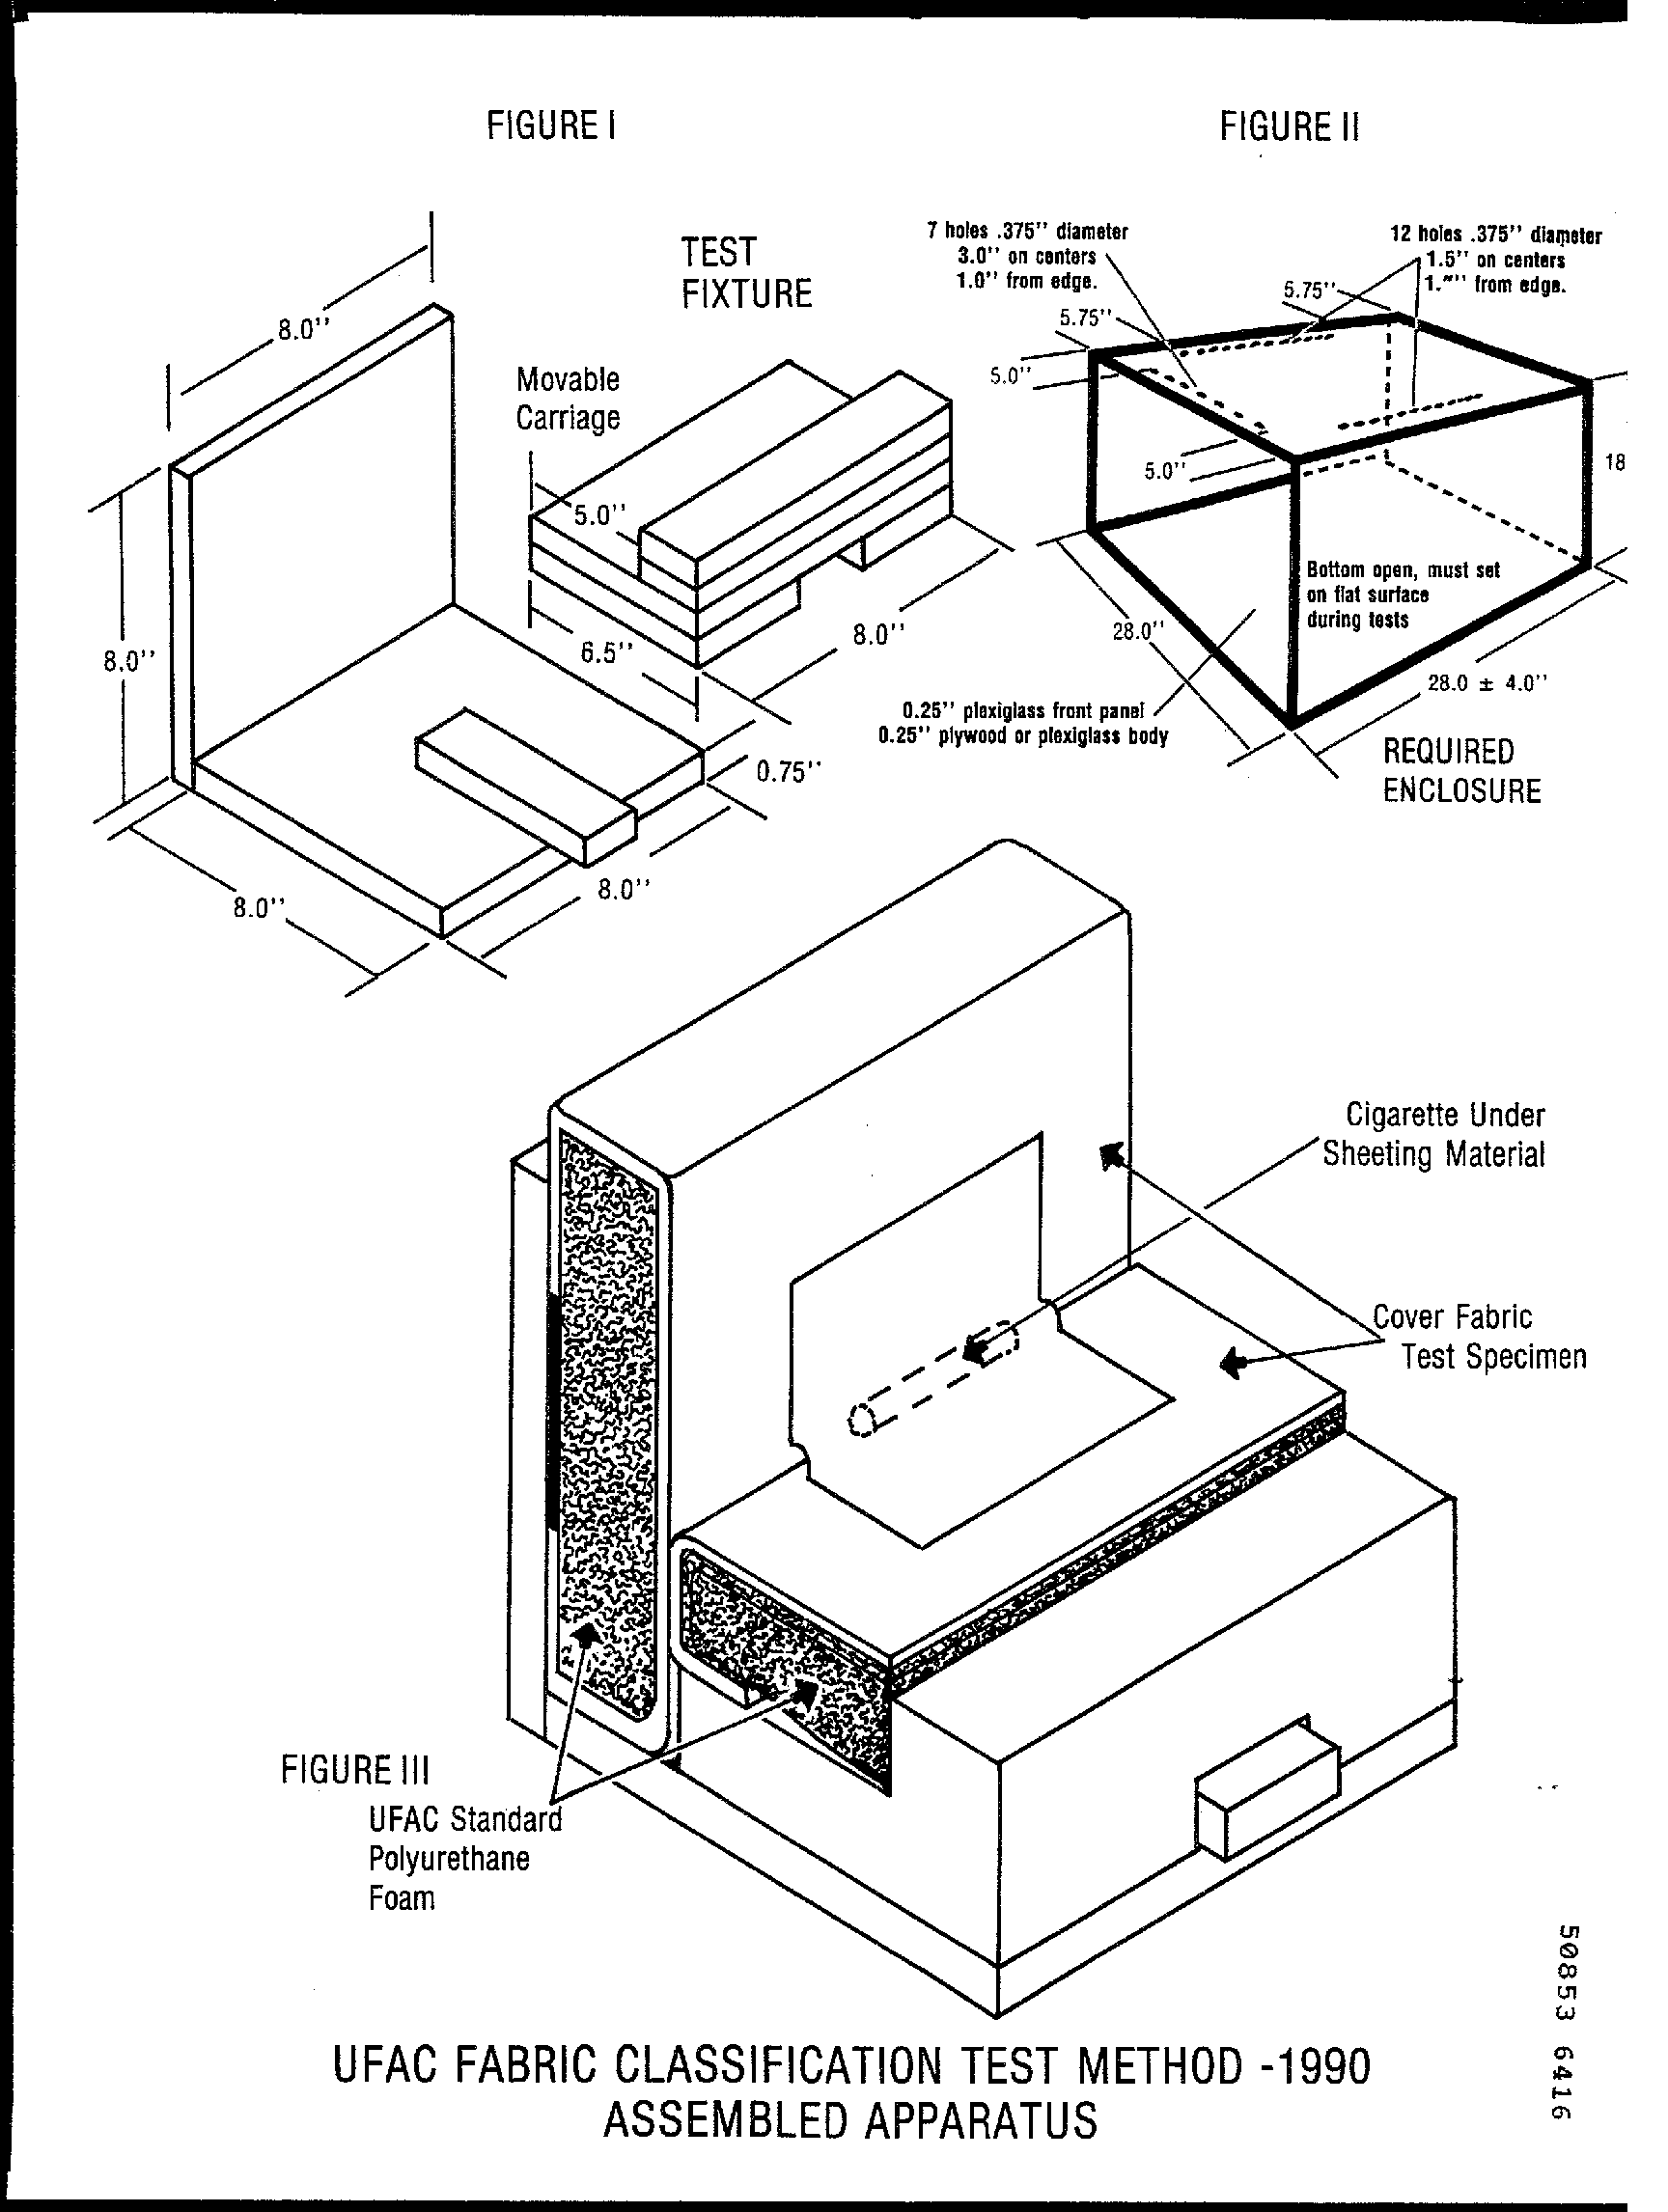 FIGURE I
FIGURE II
TEST
FIXTURE
7 holes .375'' diameter
3.0'' on centers
1.0'' from edge.
12 holes .375'' diameter
1.5'' on centers
from edge.
5.75''
5.75''
5.0''
5.0''
18
8.0''
Movable
Carriage
5.0''
6.5''
8.0''
8.0''
0.75''
8.0''
8.0''
Bottom open, must set
on flat surface
during tests
28.0''
28.0 ± 4.0''
0.25'' plexiglass front panel
0.25'' plywood or plexiglass body
REQUIRED
ENCLOSURE
Cigarette Under
Sheeting Material
Cover Fabric
Test Specimen
FIGURE III
UFAC Standard
Polyurethane
Foam
UFAC FABRIC CLASSIFICATION TEST METHOD -1990
ASSEMBLED APPARATUS
50853 6416